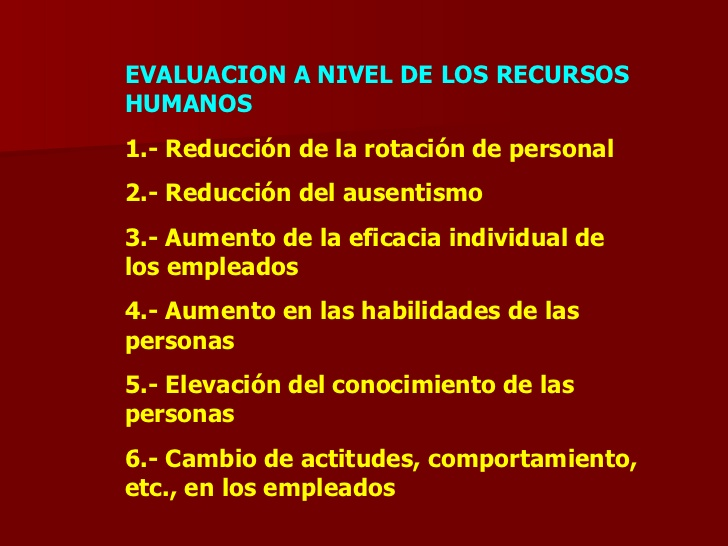 EVALUACION A NIVEL DE LOS RECURSOS
HUMANOS
1.- Reducción de la rotación de personal
2.- Reducción del ausentismo
3.- Aumento de la eficacia individual de
los empleados
4.- Aumento en las habilidades de las
personas
5.- Elevación del conocimiento de las
personas
6.- Cambio de actitudes, comportamiento,
etc., en los empleados